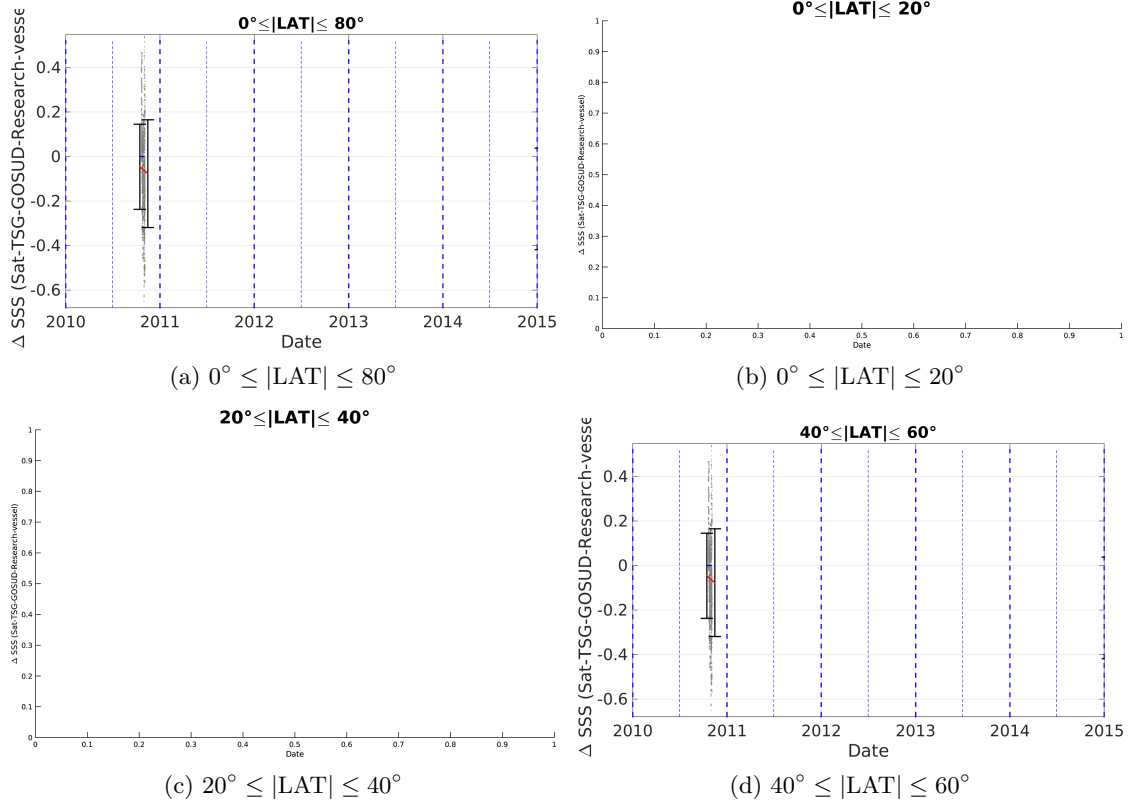 0°≤|LAT|≤ 80°
Δ SSS (Sat-TSG-GOSUD-Research-vesse
0.4
0.2
0
-0.2
-0.4
-0.6
2010 2011 2012 2013 2014 2015
Date
(a) 0° ≤ |LAT| ≤ 80°
0°≤|LAT|≤ 20°
Δ SSS (Sat-TSG-GOSUD-Research-vessel)
1
0.9
0.8
0.7
0.6
0.5
0.4
0.3
0.2
0.1
0
0 0.1 0.2 0.3 0.4 0.5 0.6 0.7 0.8 0.9 1
Date
(b) 0° ≤ |LAT| ≤ 20°
20°≤|LAT|≤ 40°
Δ SSS (Sat-TSG-GOSUD-Research-vessel)
1
0.9
0.8
0.7
0.6
0.5
0.4
0.3
0.2
0.1
0
0 0.1 0.2 0.3 0.4 0.5 0.6 0.7 0.8 0.9 1
Date
(c) 20° ≤ |LAT| ≤ 40°
40°≤|LAT|≤ 60°
Δ SSS (Sat-TSG-GOSUD-Research-vesse
0.4
0.2
0
-0.2
-0.4
-0.6
2010 2011 2012 2013 2014 2015
Date
(d) 40° ≤ |LAT| ≤ 60°